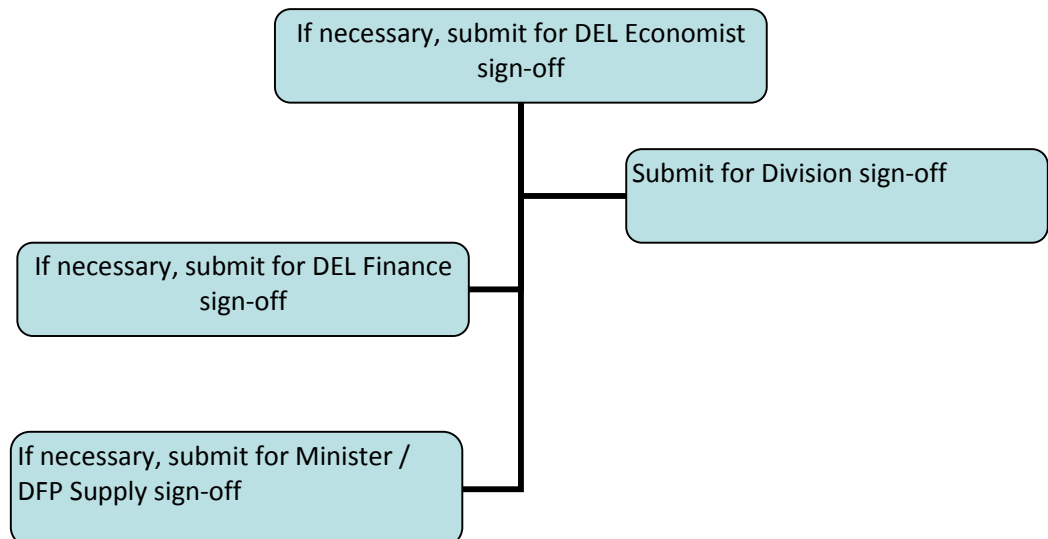 If necessary, submit for DEL Economist
sign-off
Submit for Division sign-off
If necessary, submit for DEL Finance
sign-off
If necessary, submit for Minister /
DFP Supply sign-off